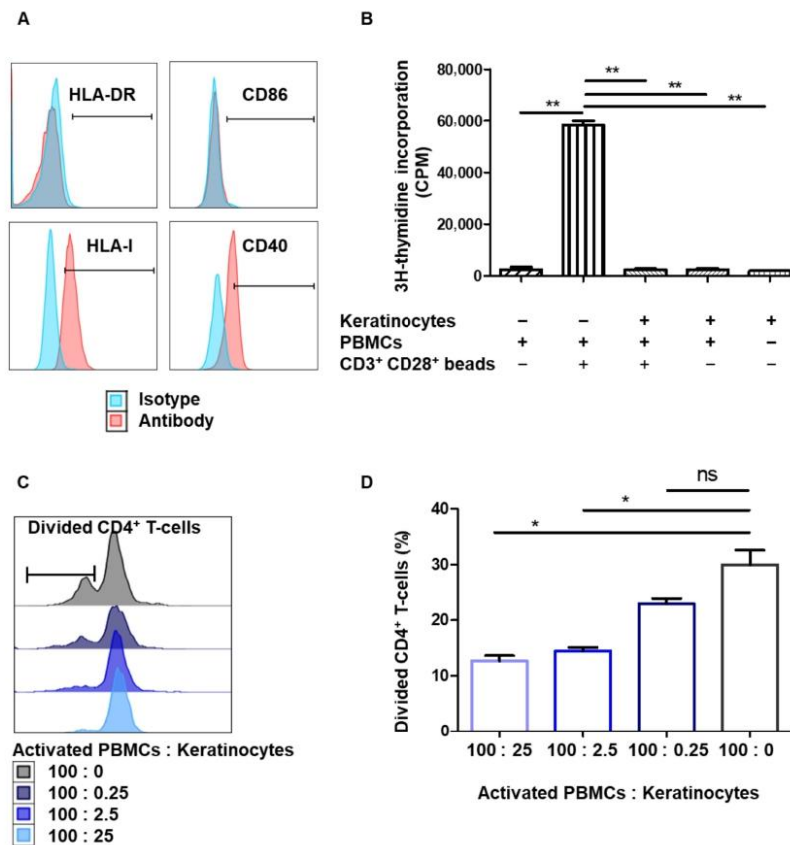 A
HLA-DR
CD86
HLA-I
CD40
Isotype
Antibody
B
3H-thymidine incorporation
(CPM)
80,000
60,000
40,000
20,000
0
**
**
**
**
Keratinocytes – – + + +
PBMCs + + + + –
CD3+ CD28+ beads – + + – –
C
Divided CD4⁺ T-cells
Activated PBMCs : Keratinocytes
100 : 0
100 : 0.25
100 : 2.5
100 : 25
D
Divided CD4⁺ T-cells (%)
40
30
20
10
0
ns
*
*
100 : 25 100 : 2.5 100 : 0.25 100 : 0
Activated PBMCs : Keratinocytes